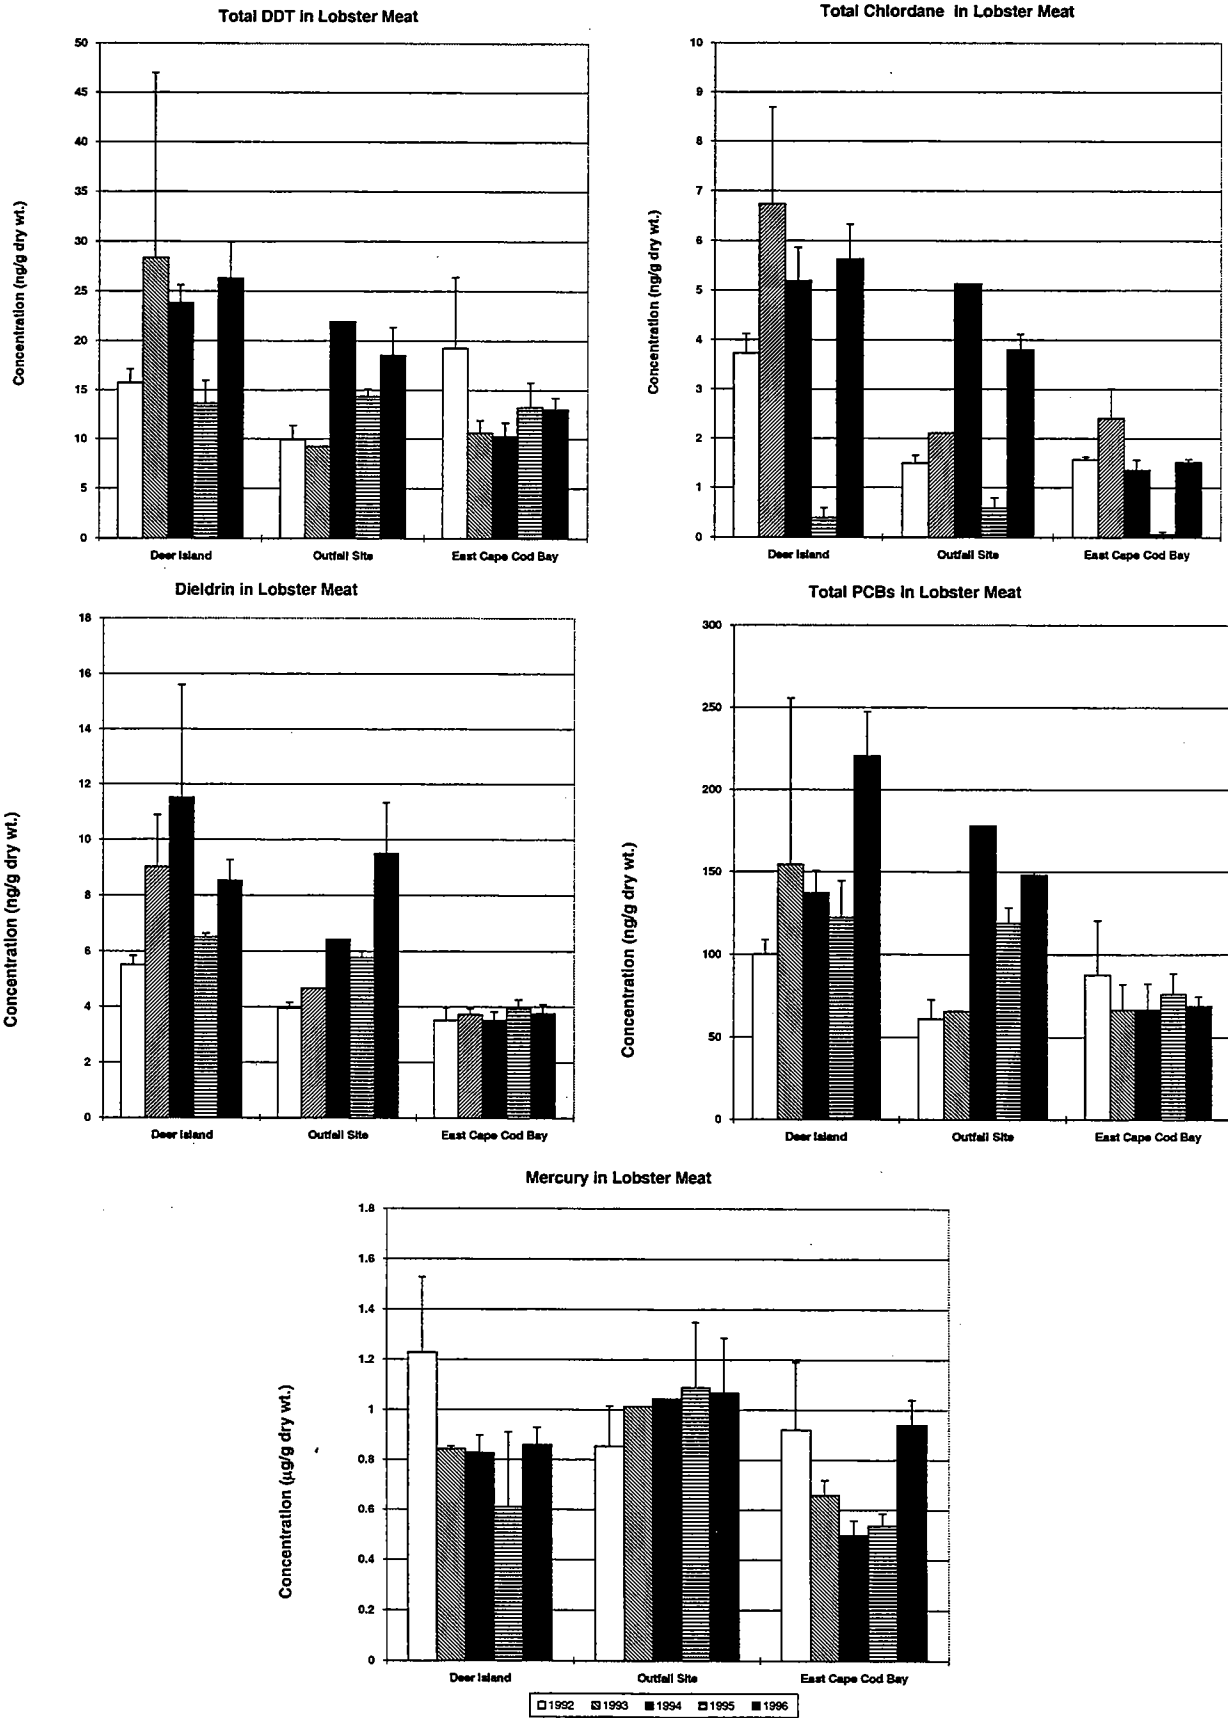 Total DDT in Lobster Meat
50
45
40
35
30
25
20
15
10
5
0
Concentration (ng/g dry wt.)
Deer Island
Outfall Site
East Cape Cod Bay
Total Chlordane in Lobster Meat
10
9
8
7
6
5
4
3
2
1
0
Concentration (ng/g dry wt.)
Deer Island
Outfall Site
East Cape Cod Bay
Dieldrin in Lobster Meat
18
16
14
12
10
8
6
4
2
0
Concentration (ng/g dry wt.)
Deer Island
Outfall Site
East Cape Cod Bay
Total PCBs in Lobster Meat
300
250
200
150
100
50
0
Concentration (ng/g dry wt.)
Deer Island
Outfall Site
East Cape Cod Bay
Mercury in Lobster Meat
1.8
1.6
1.4
1.2
1
0.8
0.6
0.4
0.2
0
Concentration (µg/g dry wt.)
Deer Island
Outfall Site
East Cape Cod Bay
1992 1993 1994 1995 1996